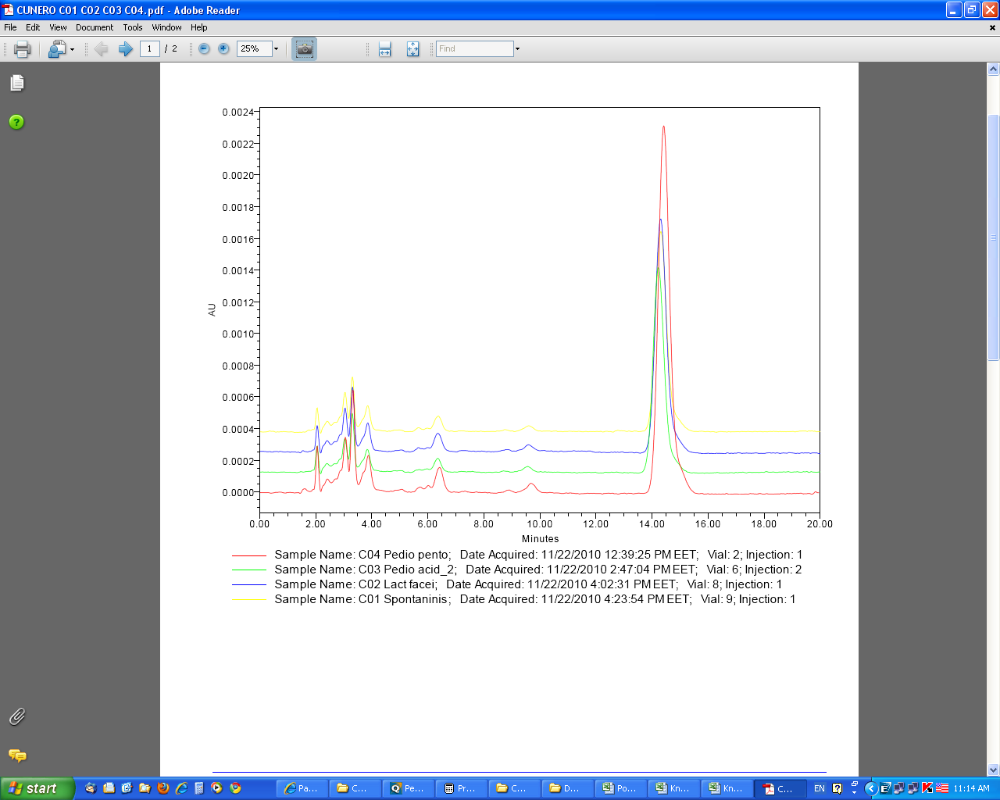 CUNERO C01 C02 C03 C04.pdf - Adobe Reader
File Edit View Document Tools Window Help
1 / 2 25% Find
0.0024
0.0022
0.0020
0.0018
0.0016
0.0014
0.0012
0.0010
0.0008
0.0006
0.0004
0.0002
0.0000
AU
0.00 2.00 4.00 6.00 8.00 10.00 12.00 14.00 16.00 18.00 20.00
Minutes
Sample Name: C04 Pedio pento; Date Acquired: 11/22/2010 12:39:25 PM EET; Vial: 2; Injection: 1
Sample Name: C03 Pedio acid_2; Date Acquired: 11/22/2010 2:47:04 PM EET; Vial: 6; Injection: 2
Sample Name: C02 Lact facei; Date Acquired: 11/22/2010 4:02:31 PM EET; Vial: 8; Injection: 1
Sample Name: C01 Spontaninis; Date Acquired: 11/22/2010 4:23:54 PM EET; Vial: 9; Injection: 1
start Pa... C... Pe... Pr... C... D... Po... Kn... Kn... C... EN 11:14 AM